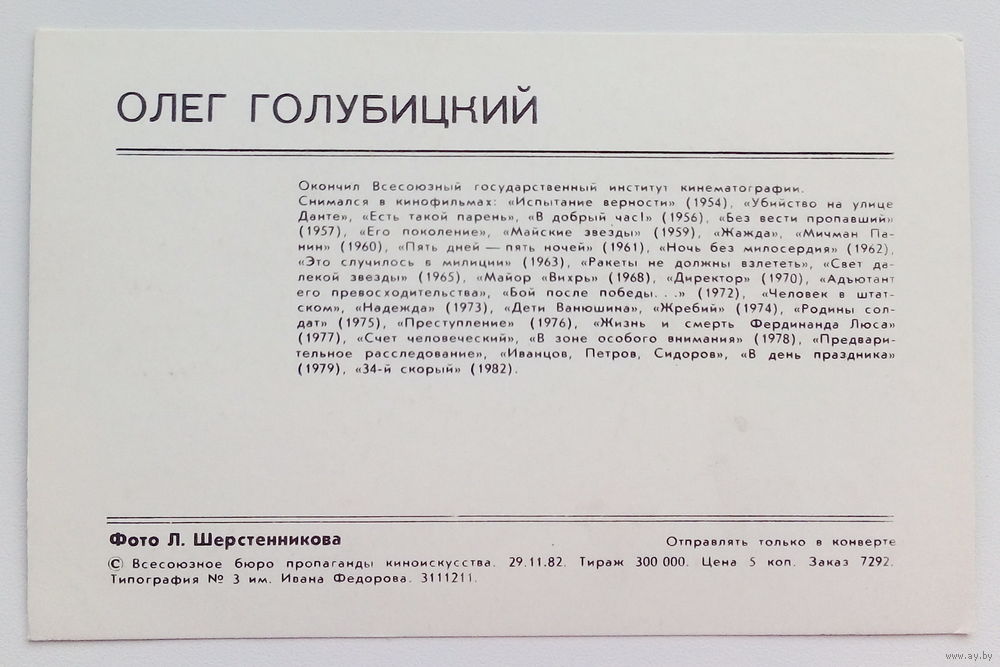 ОЛЕГ ГОЛУБИЦКИЙ
Окончил Всесоюзный государственный институт кинематографии.
Снимался в кинофильмах: «Испытание верности» (1954), «Убийство на улице
Данте», «Есть такой парень», «В добрый час!» (1956), «Без вести пропавший»
(1957), «Его поколение», «Майские звезды» (1959), «Жажда», «Мичман Па-
нин» (1960), «Пять дней — пять ночей» (1961), «Ночь без милосердия» (1962),
«Это случилось в милиции» (1963), «Ракеты не должны взлететь», «Свет да-
лекой звезды» (1965), «Майор «Вихрь» (1968), «Директор» (1970), «Адъютант
его превосходительства», «Бой после победы...» (1972), «Человек в штат-
ском», «Надежда» (1973), «Дети Ванюшина», «Жребий» (1974), «Родины сол-
дат» (1975), «Преступление» (1976), «Жизнь и смерть Фердинанда Люса»
(1977), «Счет человеческий», «В зоне особого внимания» (1978), «Предвари-
тельное расследование», «Иванцов, Петров, Сидоров», «В день праздника»
(1979), «34-й скорый» (1982).
Фото Л. Шерстенникова
Отправлять только в конверте
© Всесоюзное бюро пропаганды киноискусства. 29.11.82. Тираж 300 000. Цена 5 коп. Заказ 7292.
Типография № 3 им. Ивана Федорова. 3111211.
www.ay.by